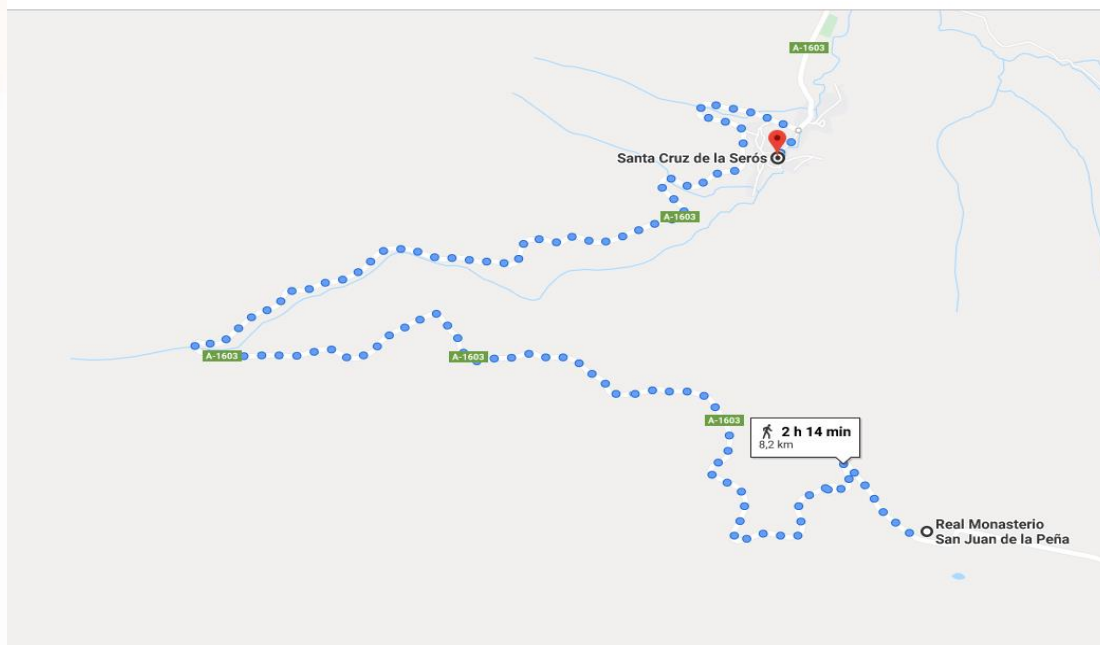 A-1603
Santa Cruz de la Serós
A-1603
A-1603
A-1603
A-1603
2 h 14 min
8,2 km
Real Monasterio
San Juan de la Peña